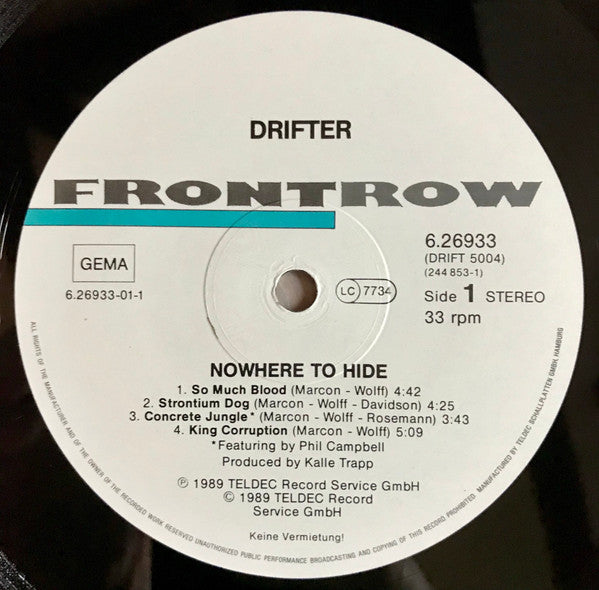 DRIFTER
FRONTROW
GEMA
6.26933-01-1
LC 7734
6.26933
(DRIFT 5004)
(244 853-1)
Side 1 STEREO
33 rpm
NOWHERE TO HIDE
1. So Much Blood (Marcon - Wolff) 4:42
2. Strontium Dog (Marcon - Wolff - Davidson) 4:25
3. Concrete Jungle* (Marcon - Wolff - Rosemann) 3:43
4. King Corruption (Marcon - Wolff) 5:09
*Featuring by Phil Campbell
Produced by Kalle Trapp
℗ 1989 TELDEC Record Service GmbH
© 1989 TELDEC Record
Service GmbH
Keine Vermietung!
ALL RIGHTS OF THE MANUFACTURER AND OF THE OWNER OF THE RECORDED WORK RESERVED UNAUTHORIZED PUBLIC PERFORMANCE BROADCASTING AND COPYING OF THIS RECORD PROHIBITED. MANUFACTURED BY TELDEC SCHALLPLATTEN GMBH, HAMBURG